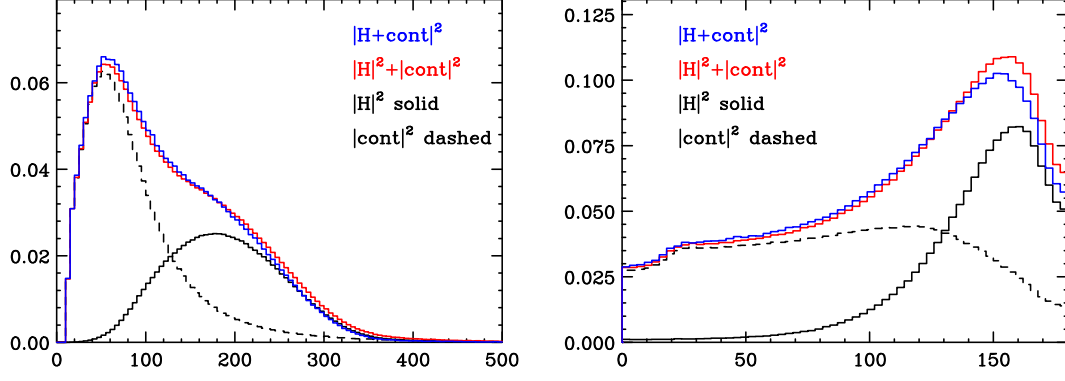 |H+cont|²
|H|²+|cont|²
|H|² solid
|cont|² dashed
0.06
0.04
0.02
0.00
0 100 200 300 400 500
|H+cont|²
|H|²+|cont|²
|H|² solid
|cont|² dashed
0.125
0.100
0.075
0.050
0.025
0.000
0 50 100 150